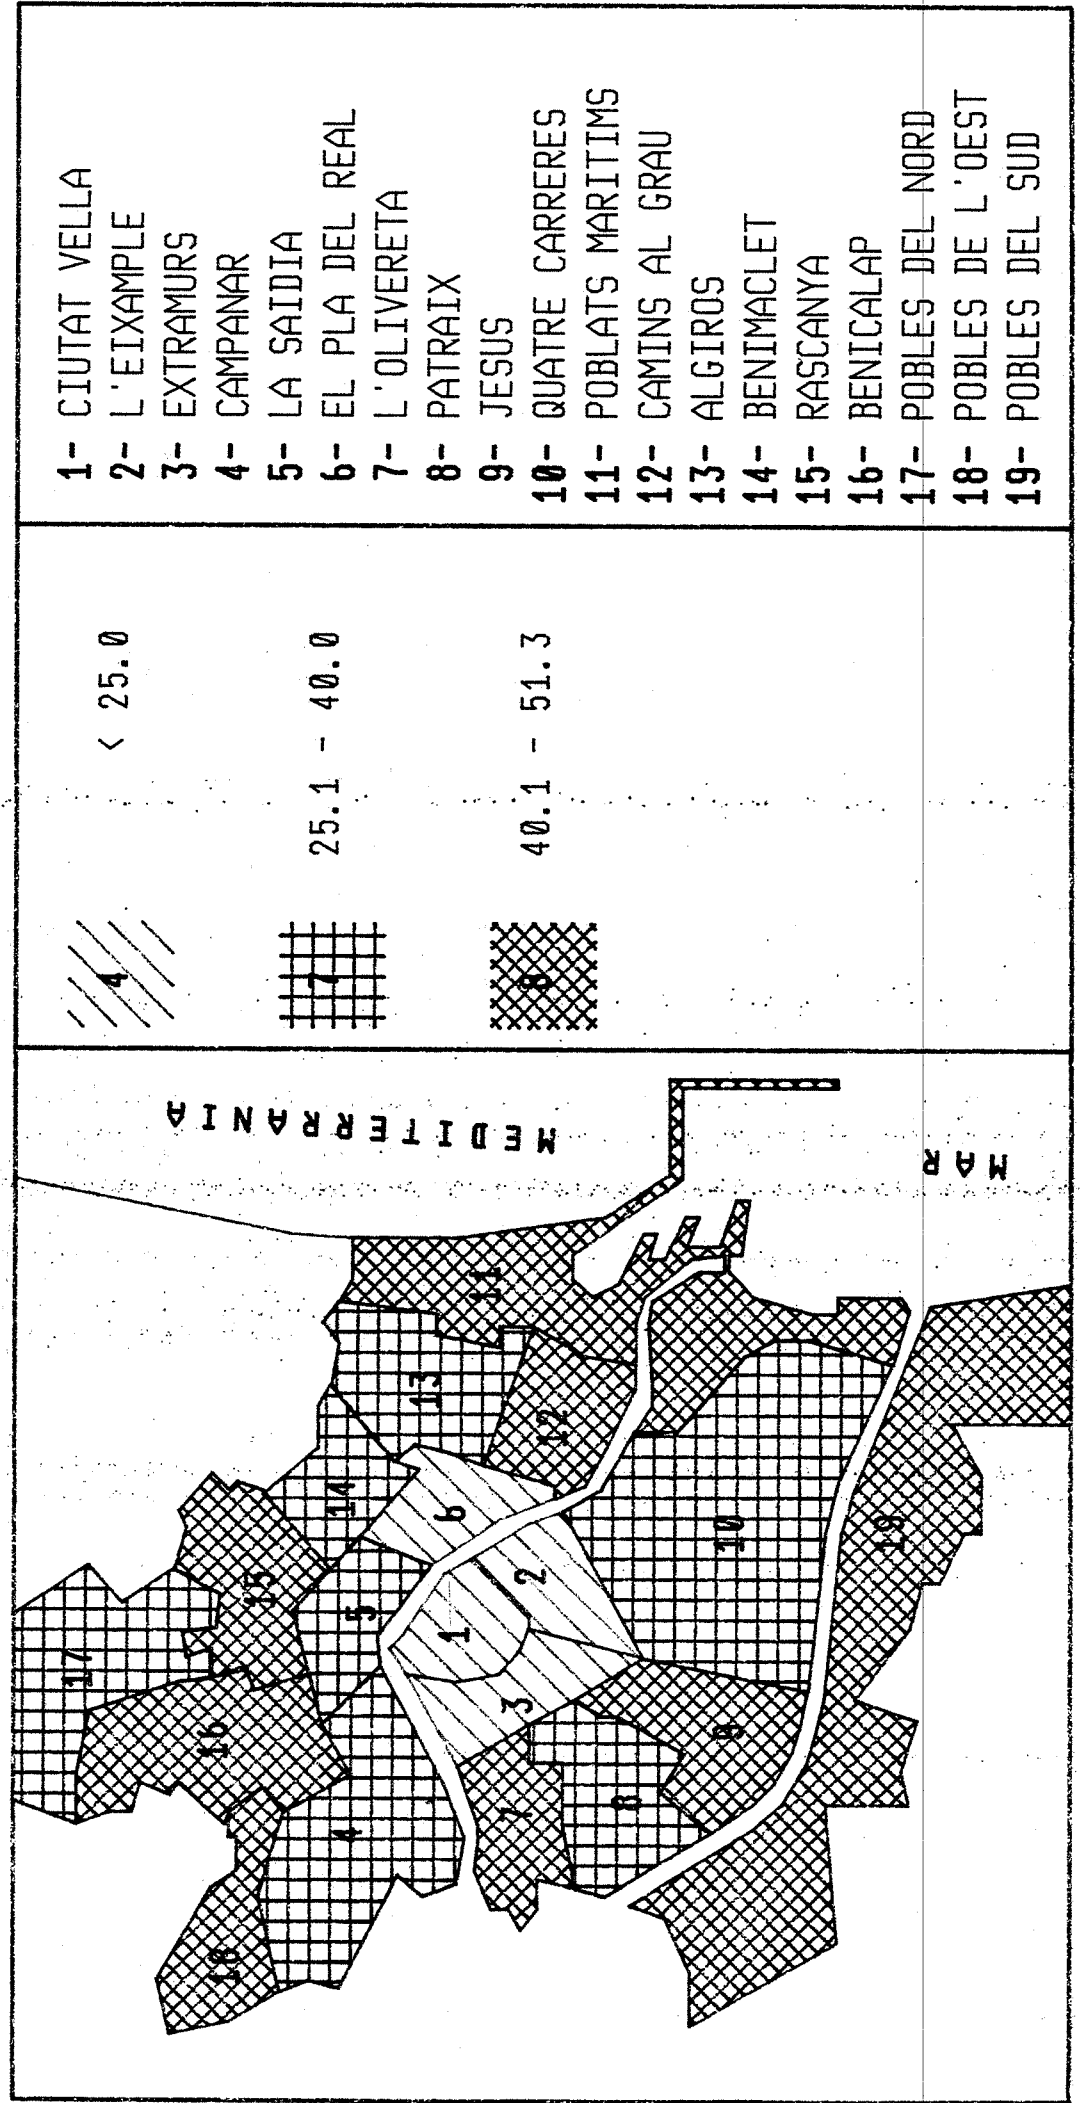 1- CIUTAT VELLA
2- L'EIXAMPLE
3- EXTRAMURS
4- CAMPANAR
5- LA SAIDIA
6- EL PLA DEL REAL
7- L'OLIVERETA
8- PATRAIX
9- JESUS
10- QUATRE CARRERES
11- POBLATS MARITIMS
12- CAMINS AL GRAU
13- ALGIROS
14- BENIMACLET
15- RASCANYA
16- BENICALAP
17- POBLES DEL NORD
18- POBLES DE L'OEST
19- POBLES DEL SUD
4 < 25.0
7 25.1 - 40.0
8 40.1 - 51.3
MAR MEDITERRANIA
17
16
15
18
4
5
14
13
11
6
1
2
3
12
7
8
9
10
19